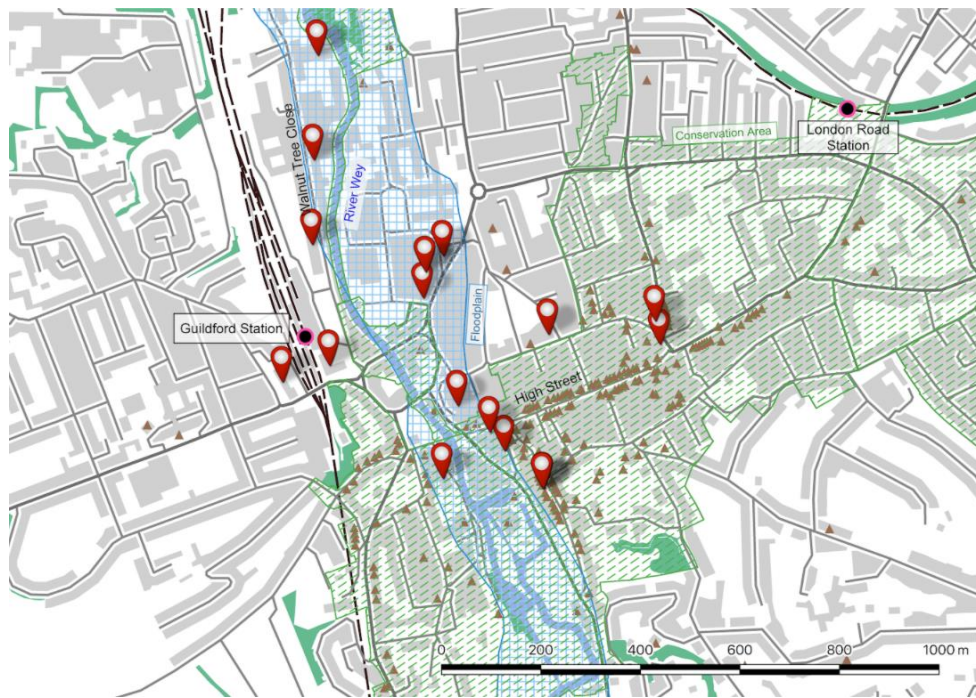 Conservation Area
London Road
Station
Walnut Tree Close
River Wey
Floodplain
Guildford Station
High Street
0 200 400 600 800 1000 m